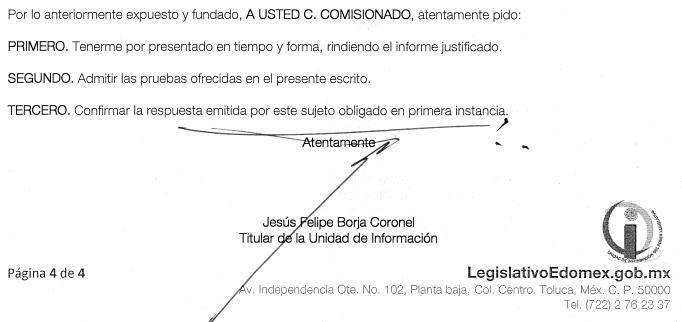 Por lo anteriormente expuesto y fundado, A USTED C. COMISIONADO, atentamente pido:
PRIMERO. Tenerme por presentado en tiempo y forma, rindiendo el informe justificado.
SEGUNDO. Admitir las pruebas ofrecidas en el presente escrito.
TERCERO. Confirmar la respuesta emitida por este sujeto obligado en primera instancia.
Atentamente
Jesús Felipe Borja Coronel
Titular de la Unidad de Información
Página 4 de 4
LegislativoEdomex.gob.mx
Av. Independencia Ote. No. 102, Planta baja, Col. Centro. Toluca, Méx. C. P. 50000
Tel. (722) 2 76 23 37